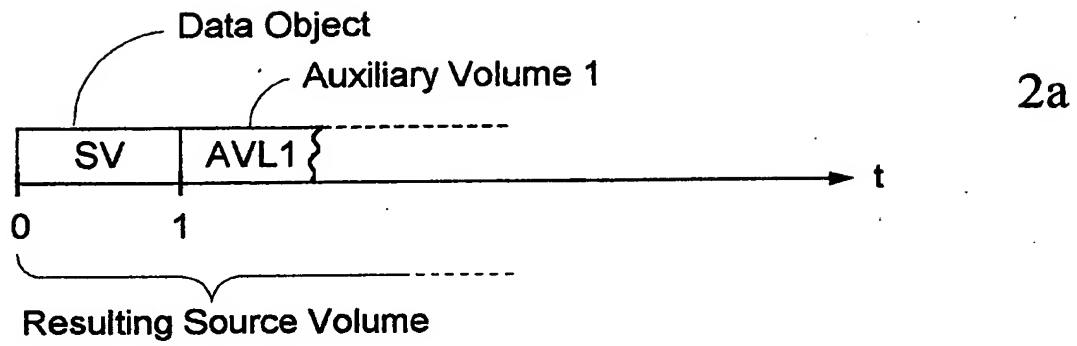 Data Object
Auxiliary Volume 1
2a
SV AVL1
t
0 1
Resulting Source Volume